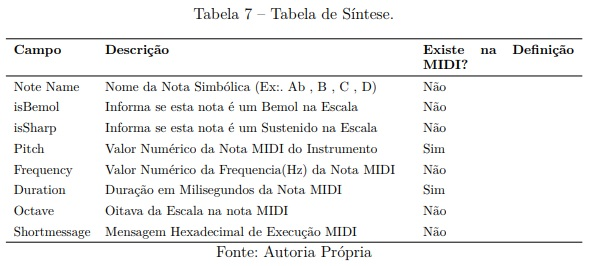 Tabela 7 – Tabela de Síntese.
Campo Descrição Existe na Definição MIDI?
Note Name Nome da Nota Simbólica (Ex:. Ab , B , C , D) Não
isBemol Informa se esta nota é um Bemol na Escala Não
isSharp Informa se esta nota é um Sustenido na Escala Não
Pitch Valor Numérico da Nota MIDI do Instrumento Sim
Frequency Valor Numérico da Frequencia(Hz) da Nota MIDI Não
Duration Duração em Milisegundos da Nota MIDI Sim
Octave Oitava da Escala na nota MIDI Não
Shortmessage Mensagem Hexadecimal de Execução MIDI Não
Fonte: Autoria Própria